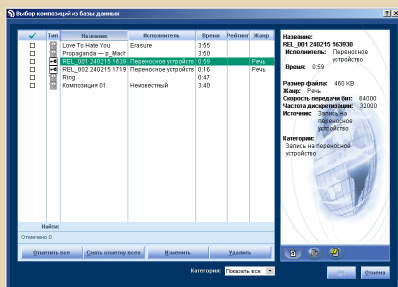 Выбор композиций из базы данных
Тип Название Исполнитель Время Рейтинг Жанр
Love To Hate You Erasure 3:55
Propaganda — p_Mach 3:50
REL_001 240215 1639 Переносное устройств 0:59 Речь
REL_002 240215 1719 Переносное устройств 0:16 Речь
Ring 0:47
Композиция 01 Неизвестный 3:40
Найти:
Отмечено 0
Отметить все Снять отметку всех Изменить Удалить
Категория: Показать все
Название:
REL_001 240215 163930
Исполнитель: Переносное
устройство
Время: 0:59
Размер файла: 460 KB
Жанр: Речь
Скорость передачи бит: 64000
Частота дискретизации: 32000
Источник: Запись на
переносное
устройство
Категории:
Запись на переносное
устройство
OK Отмена